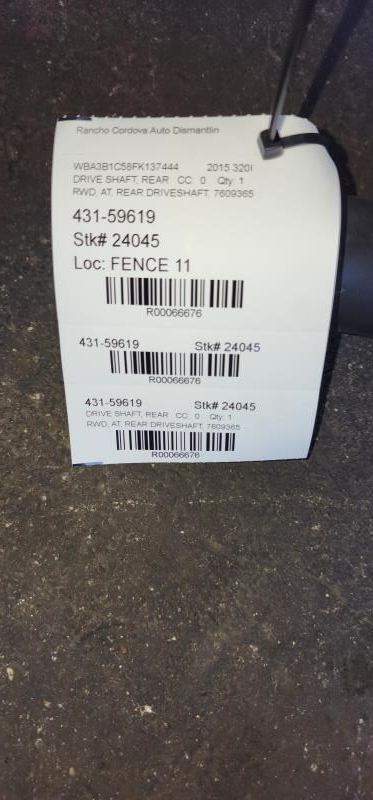 Rancho Cordova Auto Dismantlin
WBA3B1C58FK137444 2015 320I
DRIVE SHAFT, REAR CC: 0 Qty: 1
RWD, AT, REAR DRIVESHAFT, 7609365
431-59619
Stk# 24045
Loc: FENCE 11
R00066676
431-59619 Stk# 24045
R00066676
431-59619 Stk# 24045
DRIVE SHAFT, REAR CC: 0 Qty: 1
RWD, AT, REAR DRIVESHAFT, 7609365
R00066676